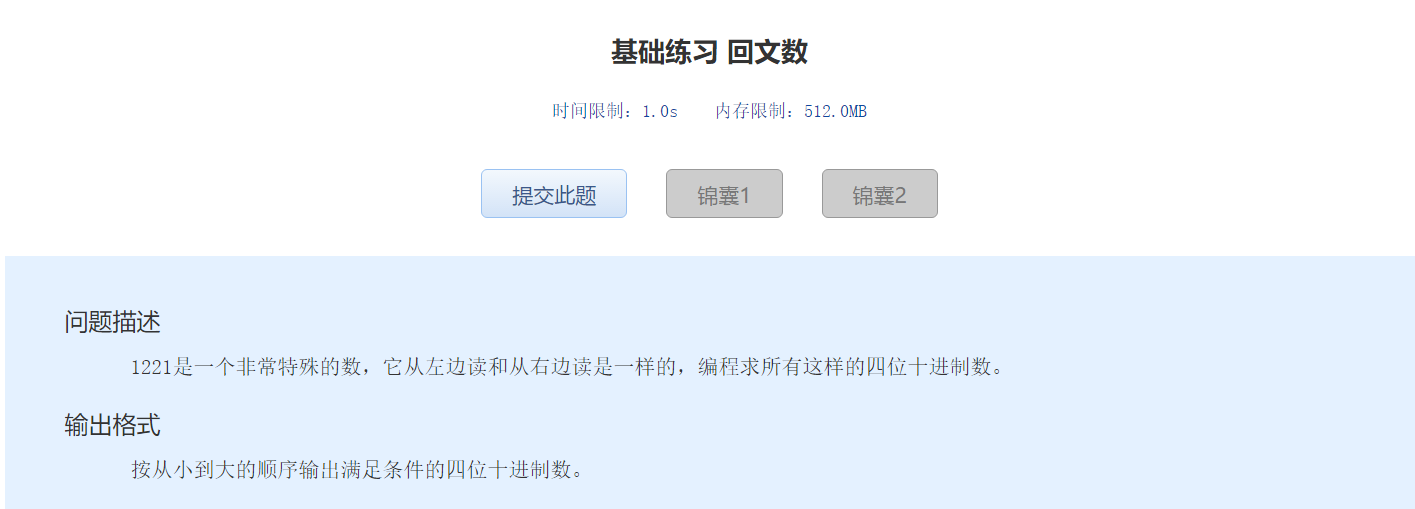 基础练习 回文数
时间限制：1.0s 内存限制：512.0MB
提交此题 锦囊1 锦囊2
问题描述
1221是一个非常特殊的数，它从左边读和从右边读是一样的，编程求所有这样的四位十进制数。
输出格式
按从小到大的顺序输出满足条件的四位十进制数。